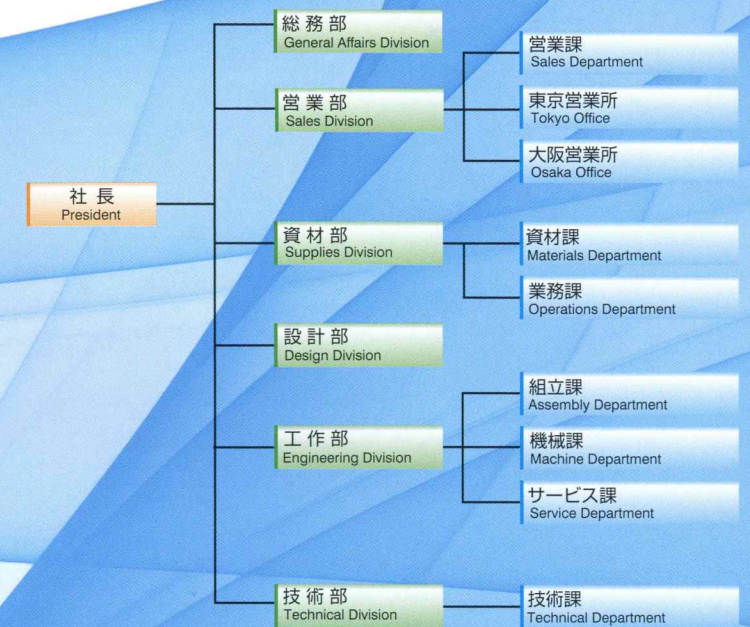 社長
President
総務部
General Affairs Division
営業部
Sales Division
営業課
Sales Department
東京営業所
Tokyo Office
大阪営業所
Osaka Office
資材部
Supplies Division
資材課
Materials Department
業務課
Operations Department
設計部
Design Division
工作部
Engineering Division
組立課
Assembly Department
機械課
Machine Department
サービス課
Service Department
技術部
Technical Division
技術課
Technical Department